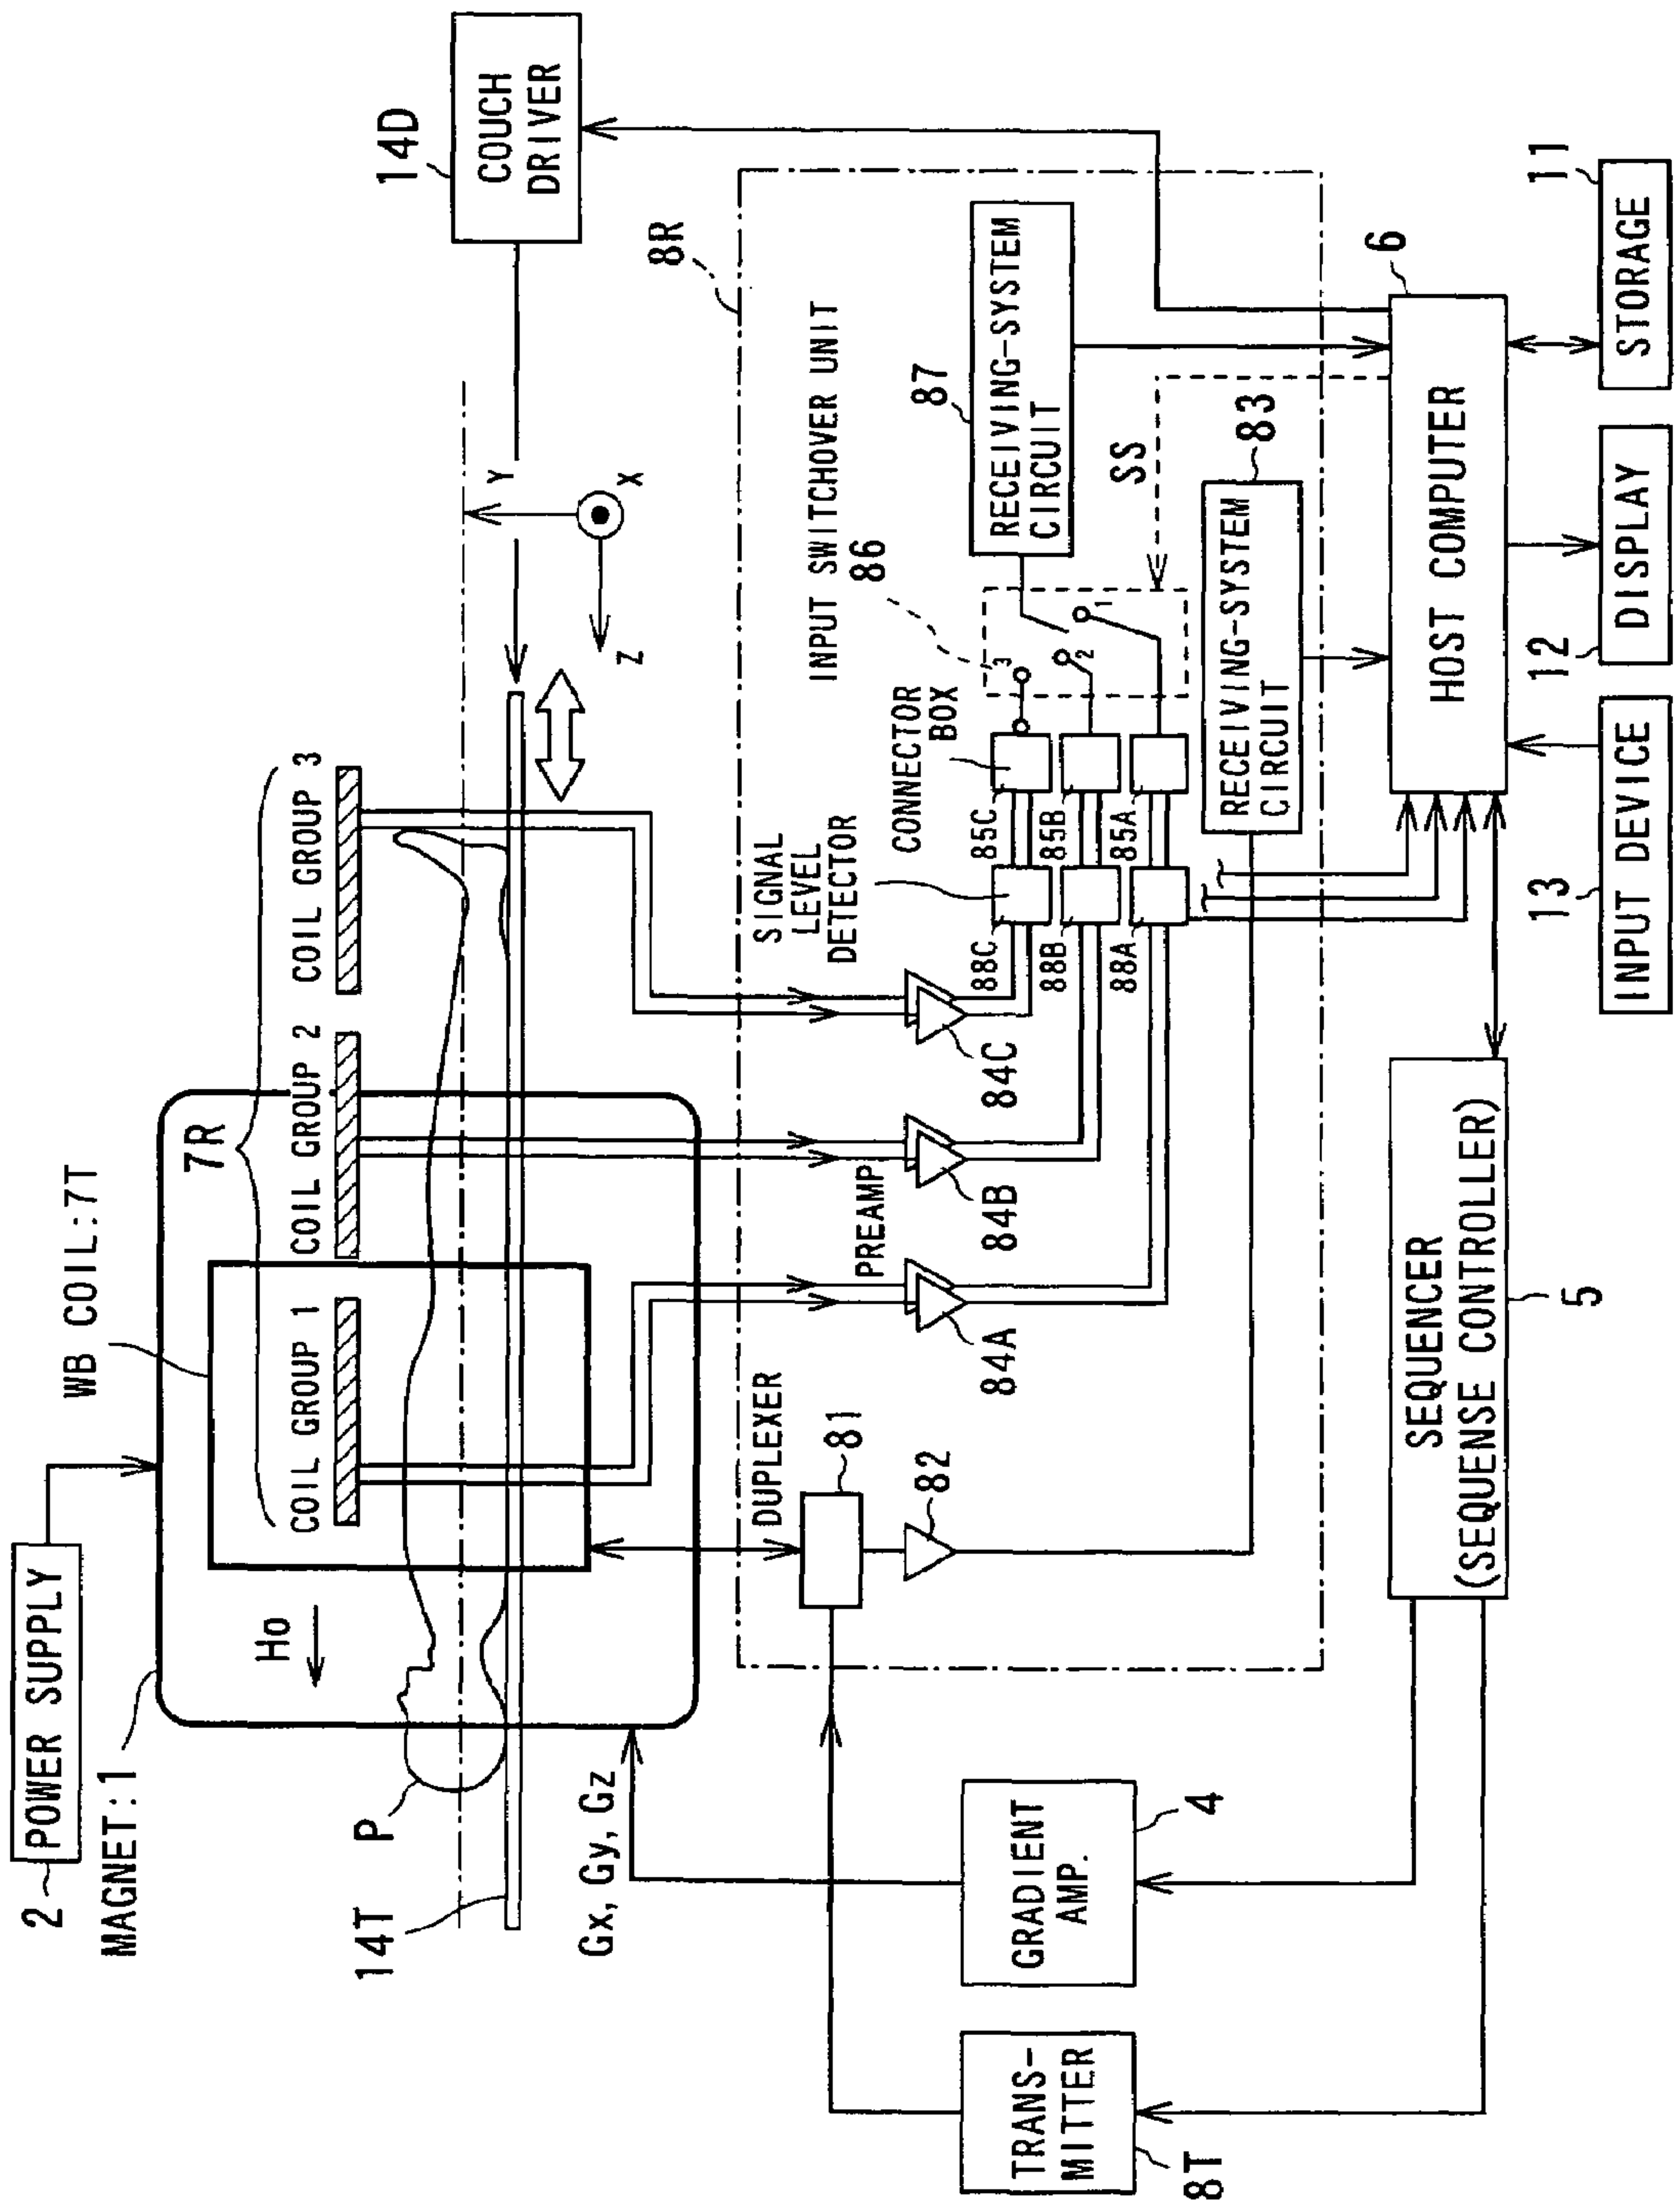 2
POWER SUPPLY
MAGNET:1
WB COIL:7T
7R
COIL GROUP 1
COIL GROUP 2
COIL GROUP 3
Ho
P
14T
14D
COUCH
DRIVER
Y
X
Z
Gx, Gy, Gz
8R
DUPLEXER
81
82
PREAMP
84A
84B
84C
SIGNAL
LEVEL
DETECTOR
88C
88B
88A
CONNECTOR
BOX
85C
85B
85A
INPUT SWITCHOVER UNIT
86
3
2
1
87
RECEIVING-SYSTEM
CIRCUIT
SS
RECEIVING-SYSTEM
CIRCUIT
83
TRANS-
MITTER
8T
GRADIENT
AMP.
4
SEQUENCER
(SEQUENSE CONTROLLER)
5
HOST COMPUTER
6
INPUT DEVICE
13
DISPLAY
12
STORAGE
11